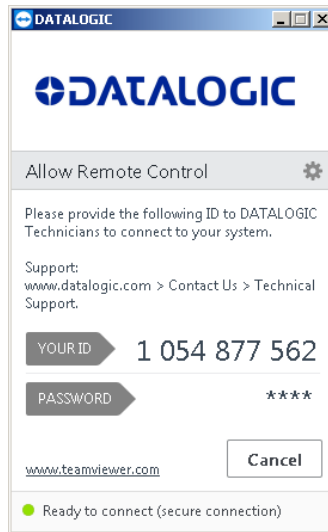 DATALOGIC
DATALOGIC
Allow Remote Control
Please provide the following ID to DATALOGIC
Technicians to connect to your system.
Support:
www.datalogic.com > Contact Us > Technical
Support.
YOUR ID 1 054 877 562
PASSWORD ****
www.teamviewer.com Cancel
Ready to connect (secure connection)